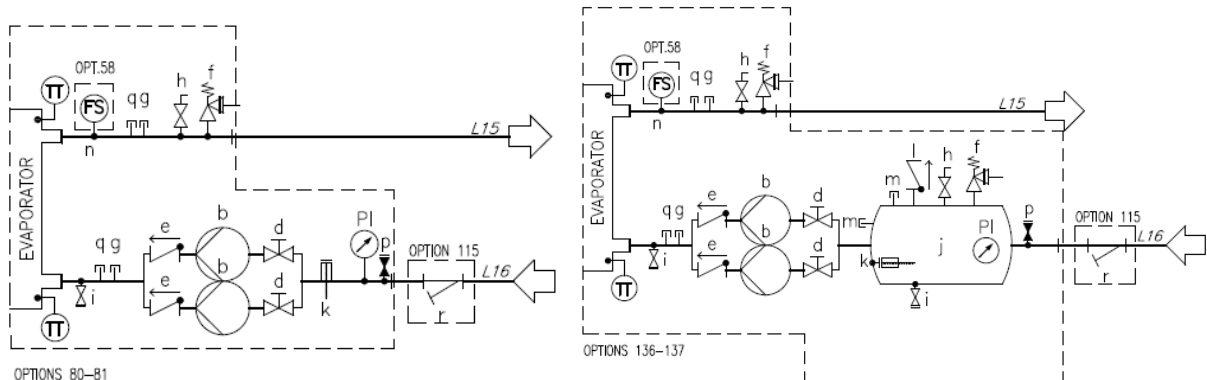 OPT.58
TT
FS
q g
h
f
n
L15
EVAPORATOR
b
e
d
PI
p
OPTION 115
q g
b
L16
i
e
d
k
r
TT
OPTIONS 80–81
OPT.58
TT
FS
q g
h
f
n
L15
EVAPORATOR
l
h
f
m
b
e
d
m
PI
p
OPTION 115
q g
b
j
L16
i
e
d
k
r
i
TT
OPTIONS 136–137